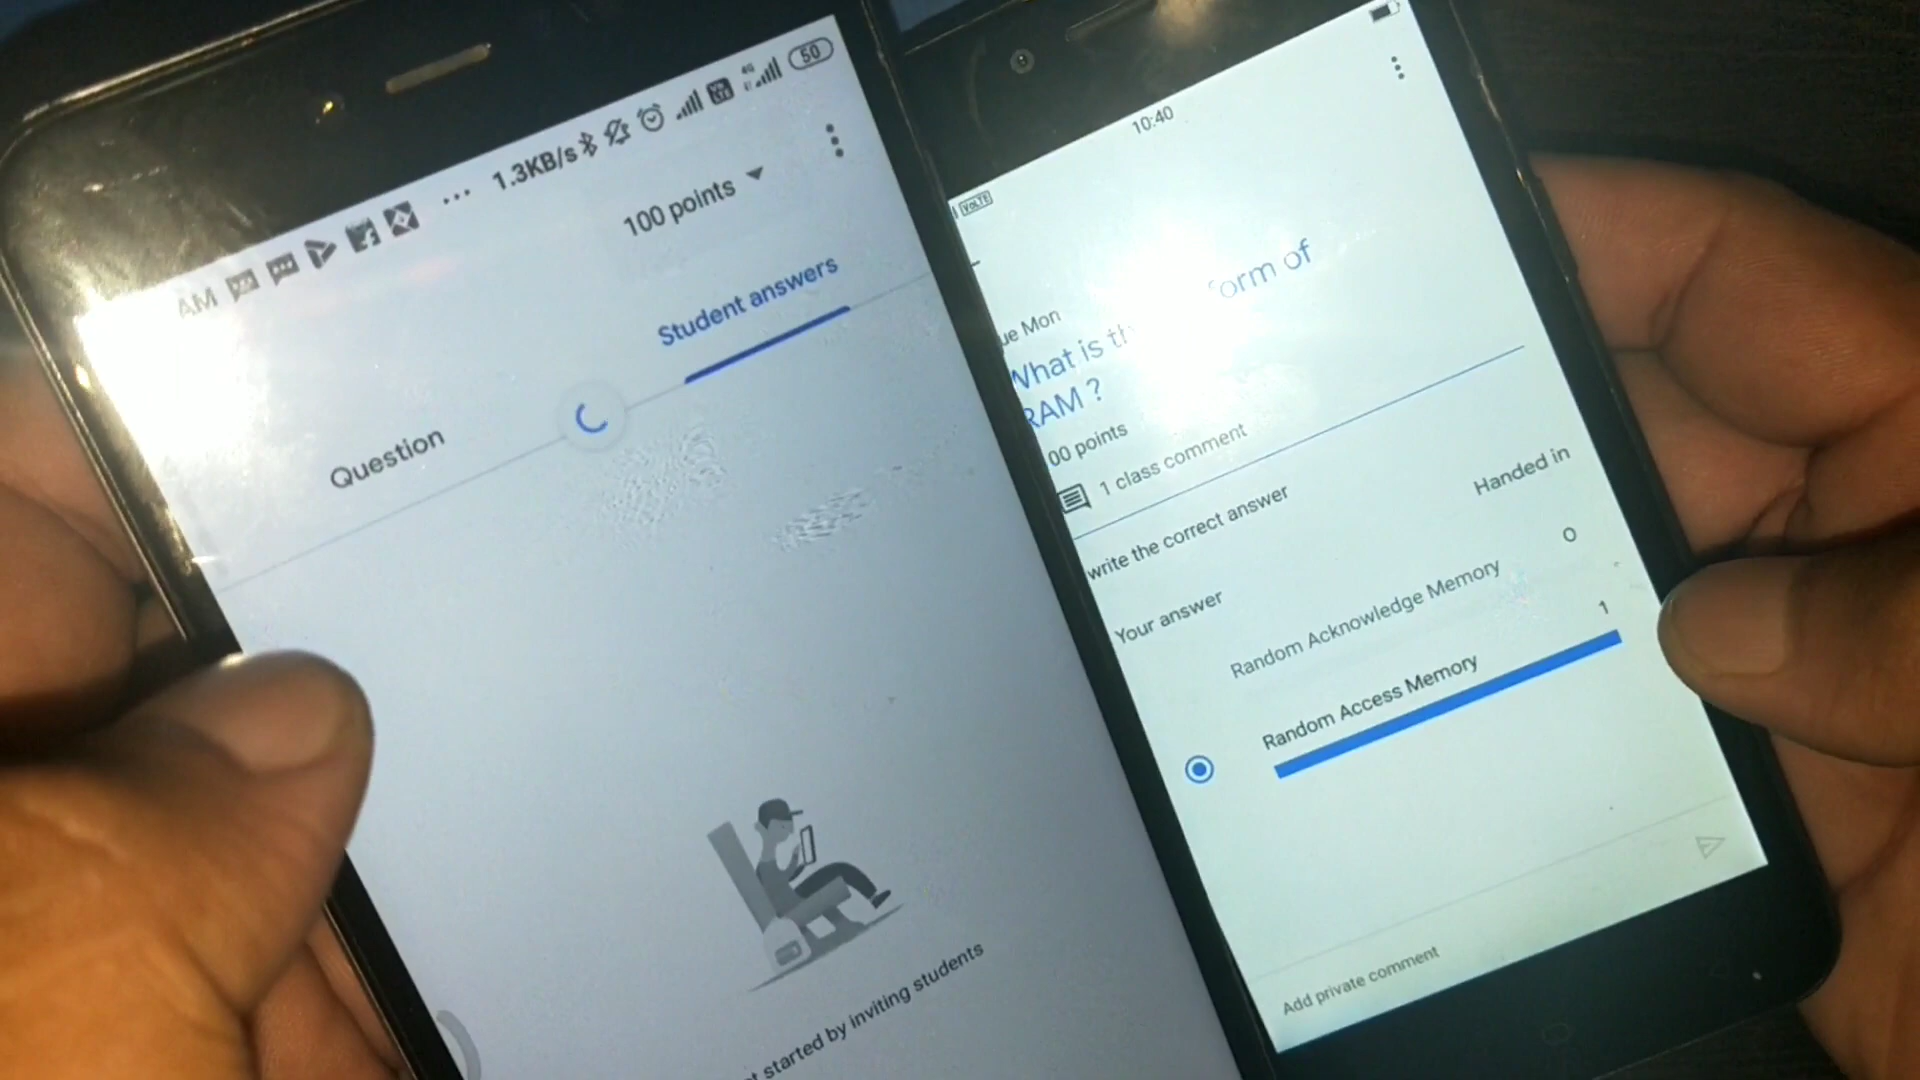 AM ... 1.3KB/s 4G 50
100 points
Question
Student answers
started by inviting students
VoLTE
10:40
Mon
What is
form of
RAM ?
00 points
1 class comment
write the correct answer
Handed in
Your answer
Random Acknowledge Memory
0
Random Access Memory
1
Add private comment